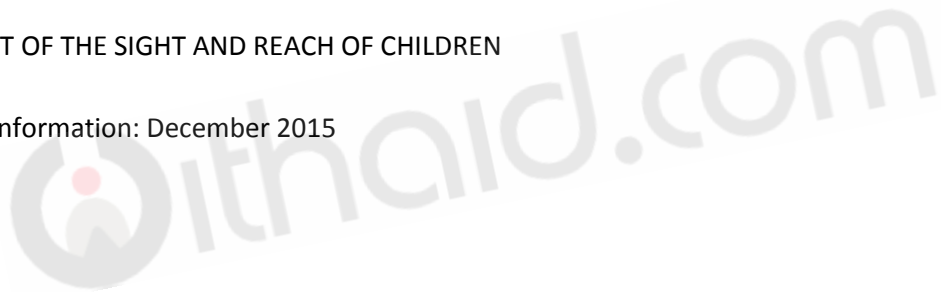 T OF THE SIGHT AND REACH OF CHILDREN
nformation: December 2015
ithaid.com